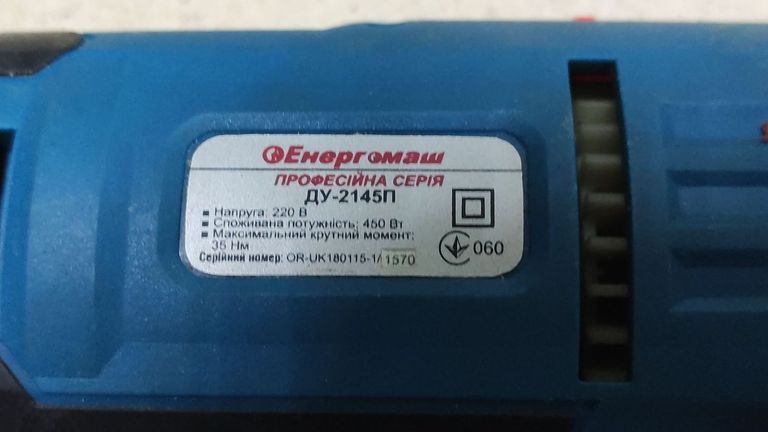 Енергомаш
ПРОФЕСІЙНА СЕРІЯ
ДУ-2145П
▪ Напруга: 220 В
▪ Споживана потужність: 450 Вт
▪ Максимальний крутний момент:
35 Нм
060
Серійний номер: OR-UK180115-1/1570